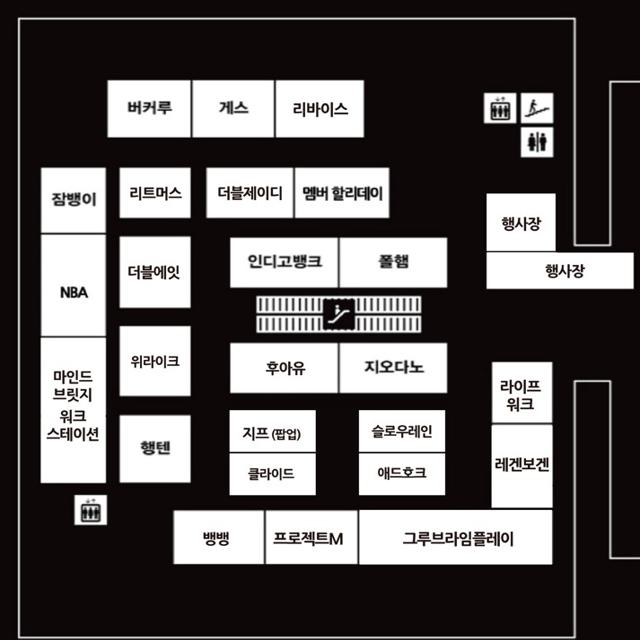 버커루
게스
리바이스
잠뱅이
리트머스
더블제이디
멤버 할리데이
행사장
행사장
NBA
더블에잇
인디고뱅크
폴햄
위라이크
후아유
지오다노
마인드
브릿지
워크
스테이션
라이프
워크
행텐
지프 (팝업)
슬로우레인
클라이드
애드호크
레겐보겐
뱅뱅
프로젝트M
그루브라임플레이